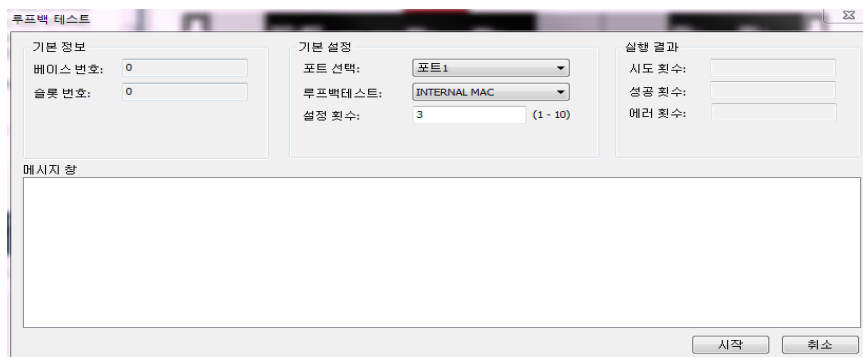 루프백 테스트
기본 정보
베이스 번호: 0
슬롯 번호: 0
기본 설정
포트 선택: 포트1
루프백테스트: INTERNAL MAC
설정 횟수: 3 (1 - 10)
실행 결과
시도 횟수:
성공 횟수:
에러 횟수:
메시지 창
시작 취소